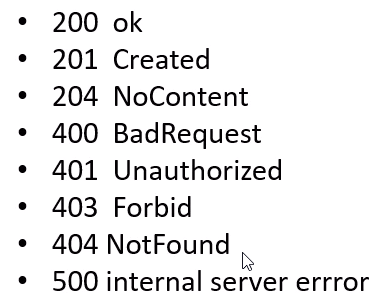 • 200 ok
• 201 Created
• 204 NoContent
• 400 BadRequest
• 401 Unauthorized
• 403 Forbid
• 404 NotFound
• 500 internal server errror